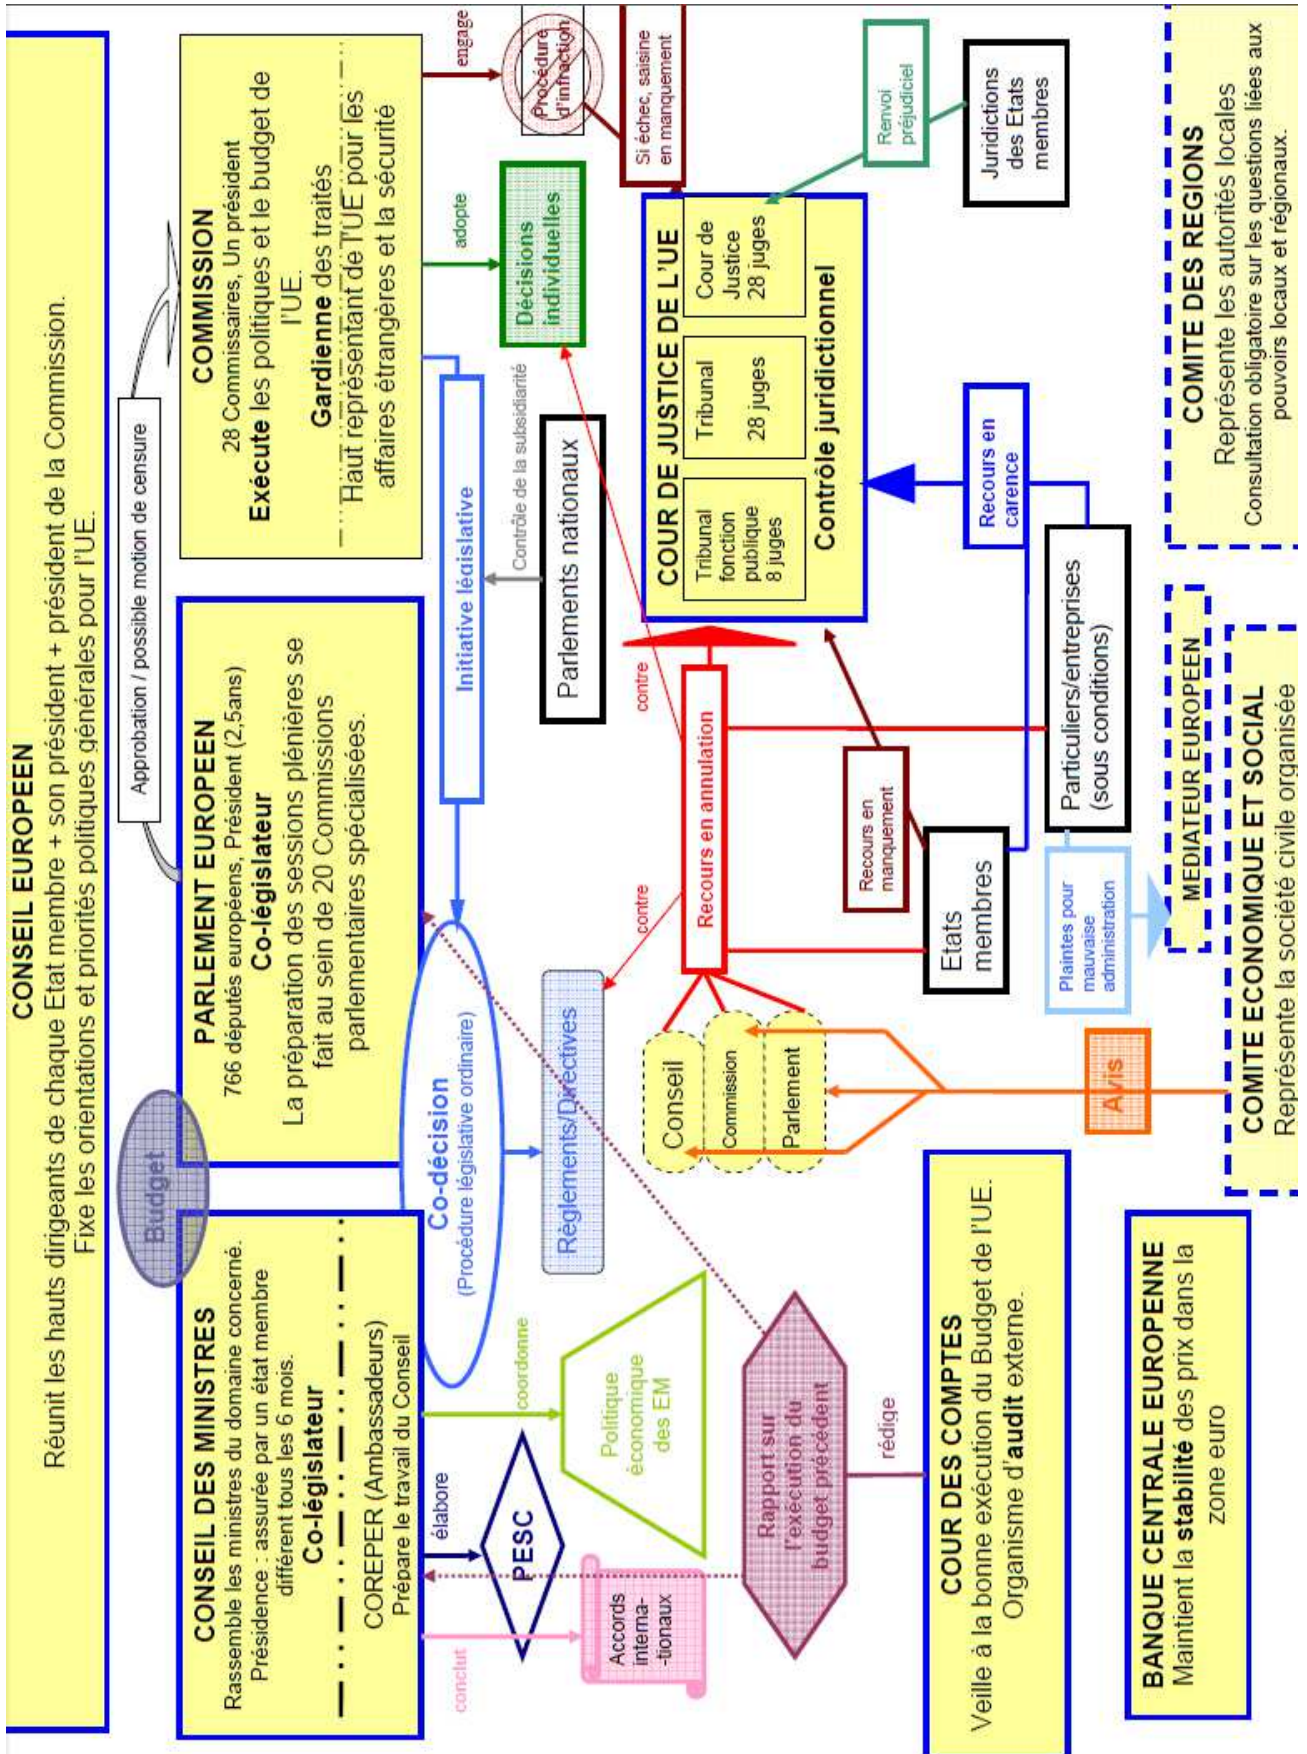 CONSEIL EUROPEEN
Réunit les hauts dirigeants de chaque Etat membre + son président + président de la Commission.
Fixe les orientations et priorités politiques générales pour l'UE.
Budget
Approbation / possible motion de censure
CONSEIL DES MINISTRES
Rassemble les ministres du domaine concerné.
Présidence : assurée par un état membre
différent tous les 6 mois.
Co-législateur
COREPER (Ambassadeurs)
Prépare le travail du Conseil
PARLEMENT EUROPEEN
766 députés européens, Président (2,5ans)
Co-législateur
La préparation des sessions plénières se
fait au sein de 20 Commissions
parlementaires spécialisées.
COMMISSION
28 Commissaires, Un président
Exécute les politiques et le budget de
l'UE.
Gardienne des traités
Haut représentant de l'UE pour les
affaires étrangères et la sécurité
conclut
élabore
coordonne
Co-décision
(Procédure législative ordinaire)
Initiative législative
adopte
engage
PESC
Accords
interna-
-tionaux
Politique
économique
des EM
Règlements/Directives
Contrôle de la subsidiarité
Parlements nationaux
Décisions
individuelles
Procédure
d'infraction
Si échec, saisine
en manquement
contre
contre
Conseil
Commission
Parlement
Recours en annulation
COUR DE JUSTICE DE L'UE
Tribunal
fonction
publique
8 juges
Tribunal
28 juges
Cour de
Justice
28 juges
Contrôle juridictionnel
Rapport sur
l'exécution du
budget précédent
rédige
Recours en
manquement
Renvoi
préjudiciel
COUR DES COMPTES
Veille à la bonne exécution du Budget de l'UE.
Organisme d'audit externe.
Etats
membres
Recours en
carence
Juridictions
des Etats
membres
Avis
Plaintes pour
mauvaise
administration
Particuliers/entreprises
(sous conditions)
BANQUE CENTRALE EUROPENNE
Maintient la stabilité des prix dans la
zone euro
MEDIATEUR EUROPEEN
COMITE ECONOMIQUE ET SOCIAL
Représente la société civile organisée
COMITE DES REGIONS
Représente les autorités locales
Consultation obligatoire sur les questions liées aux
pouvoirs locaux et régionaux.